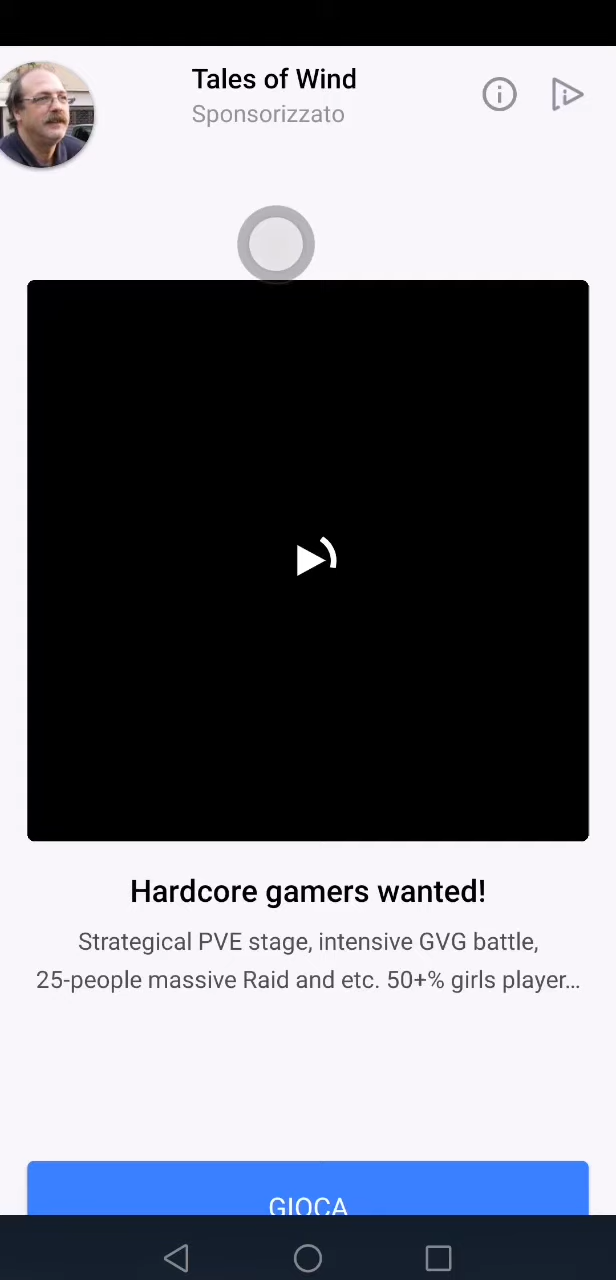 Tales of Wind
Sponsorizzato
Hardcore gamers wanted!
Strategical PVE stage, intensive GVG battle,
25-people massive Raid and etc. 50+% girls player...
GIOCA